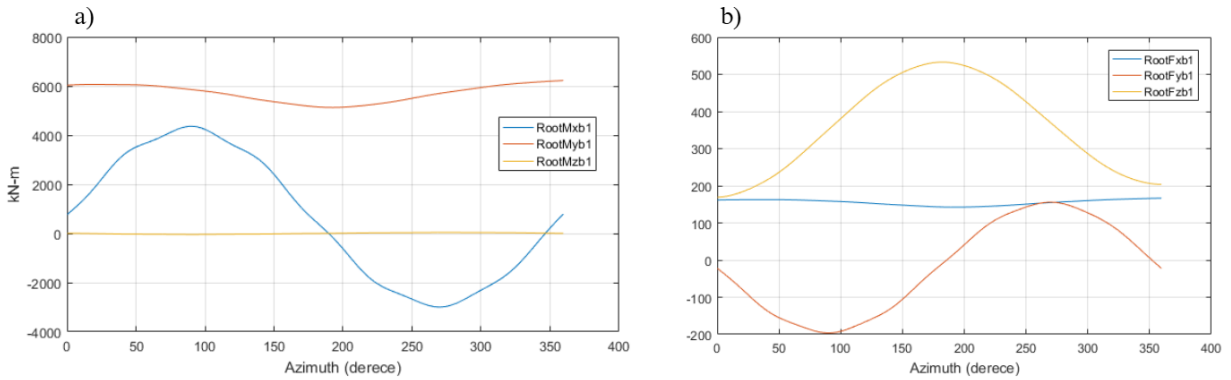 a)
8000
6000
4000
2000
0
-2000
-4000
kN-m
0 50 100 150 200 250 300 350 400
Azimuth (derece)
RootMxb1
RootMyb1
RootMzb1
b)
600
500
400
300
200
100
0
-100
-200
0 50 100 150 200 250 300 350 400
Azimuth (derece)
RootFxb1
RootFyb1
RootFzb1